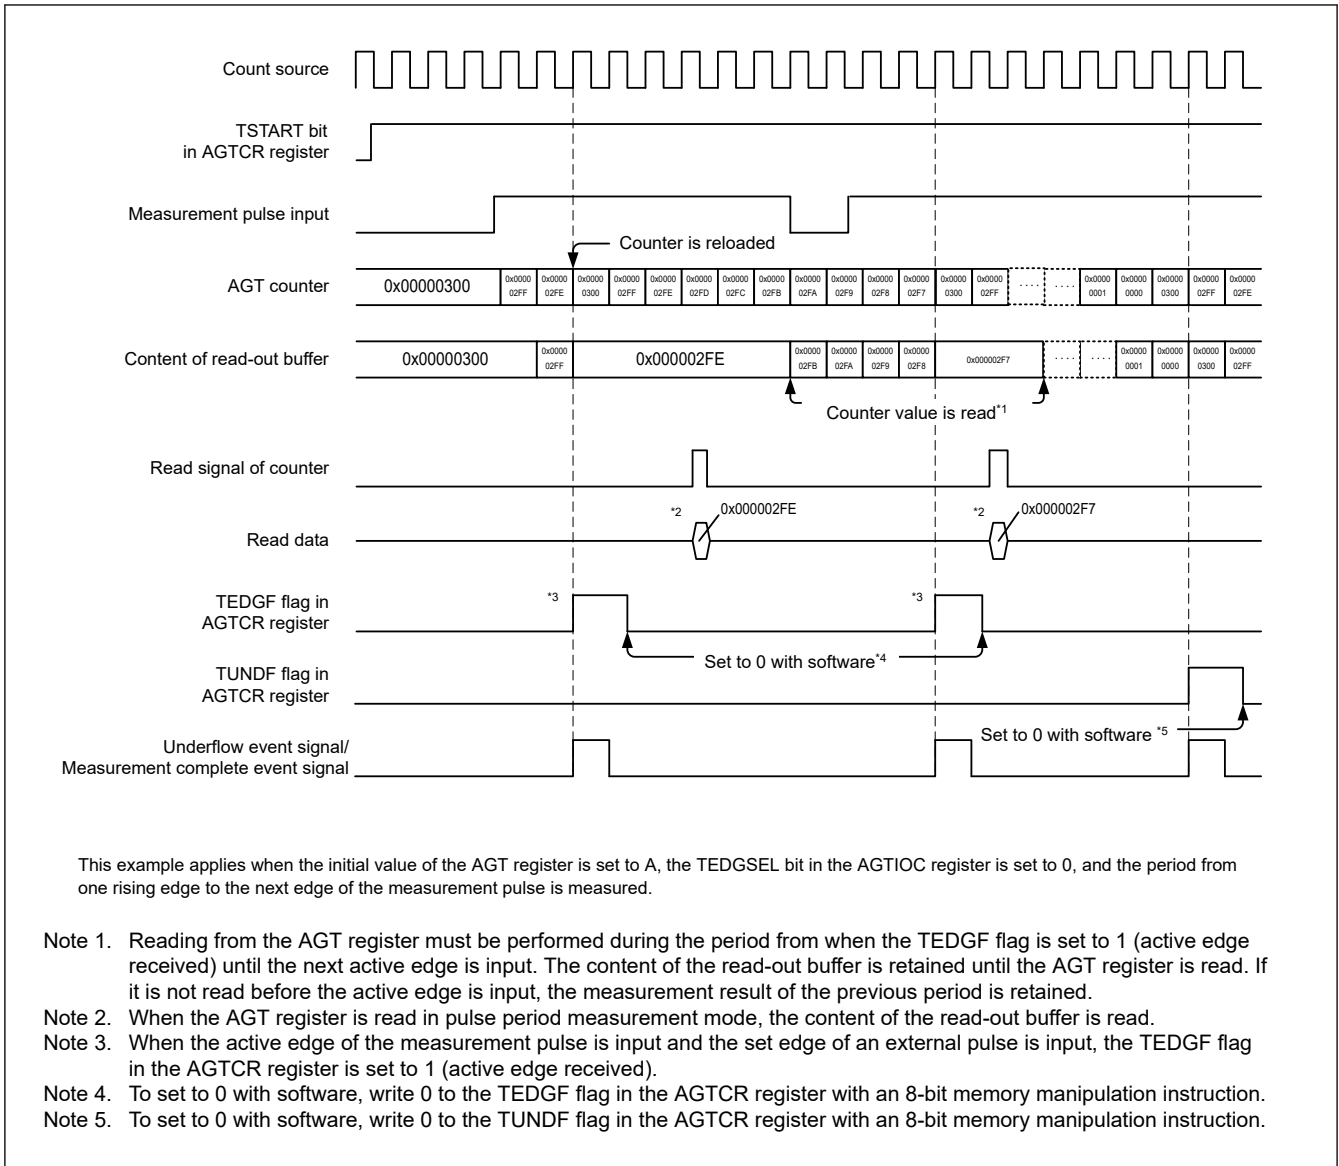 Count source
TSTART bit
in AGTCR register
Measurement pulse input
Counter is reloaded
AGT counter
0x00000300
0x0000 02FF
0x0000 02FE
0x0000 0300
0x0000 02FF
0x0000 02FE
0x0000 02FD
0x0000 02FC
0x0000 02FB
0x0000 02FA
0x0000 02F9
0x0000 02F8
0x0000 02F7
0x0000 0300
0x0000 02FF
....
....
0x0000 0001
0x0000 0000
0x0000 0300
0x0000 02FF
0x0000 02FE
Content of read-out buffer
0x00000300
0x0000 02FF
0x000002FE
0x0000 02FB
0x0000 02FA
0x0000 02F9
0x0000 02F8
0x000002F7
....
....
0x0000 0001
0x0000 0000
0x0000 0300
0x0000 02FF
Counter value is read*1
Read signal of counter
*2
0x000002FE
*2
0x000002F7
Read data
*3
*3
TEDGF flag in
AGTCR register
Set to 0 with software*4
TUNDF flag in
AGTCR register
Set to 0 with software *5
Underflow event signal/
Measurement complete event signal
This example applies when the initial value of the AGT register is set to A, the TEDGSEL bit in the AGTIOC register is set to 0, and the period from
one rising edge to the next edge of the measurement pulse is measured.
Note 1. Reading from the AGT register must be performed during the period from when the TEDGF flag is set to 1 (active edge
received) until the next active edge is input. The content of the read-out buffer is retained until the AGT register is read. If
it is not read before the active edge is input, the measurement result of the previous period is retained.
Note 2. When the AGT register is read in pulse period measurement mode, the content of the read-out buffer is read.
Note 3. When the active edge of the measurement pulse is input and the set edge of an external pulse is input, the TEDGF flag
in the AGTCR register is set to 1 (active edge received).
Note 4. To set to 0 with software, write 0 to the TEDGF flag in the AGTCR register with an 8-bit memory manipulation instruction.
Note 5. To set to 0 with software, write 0 to the TUNDF flag in the AGTCR register with an 8-bit memory manipulation instruction.